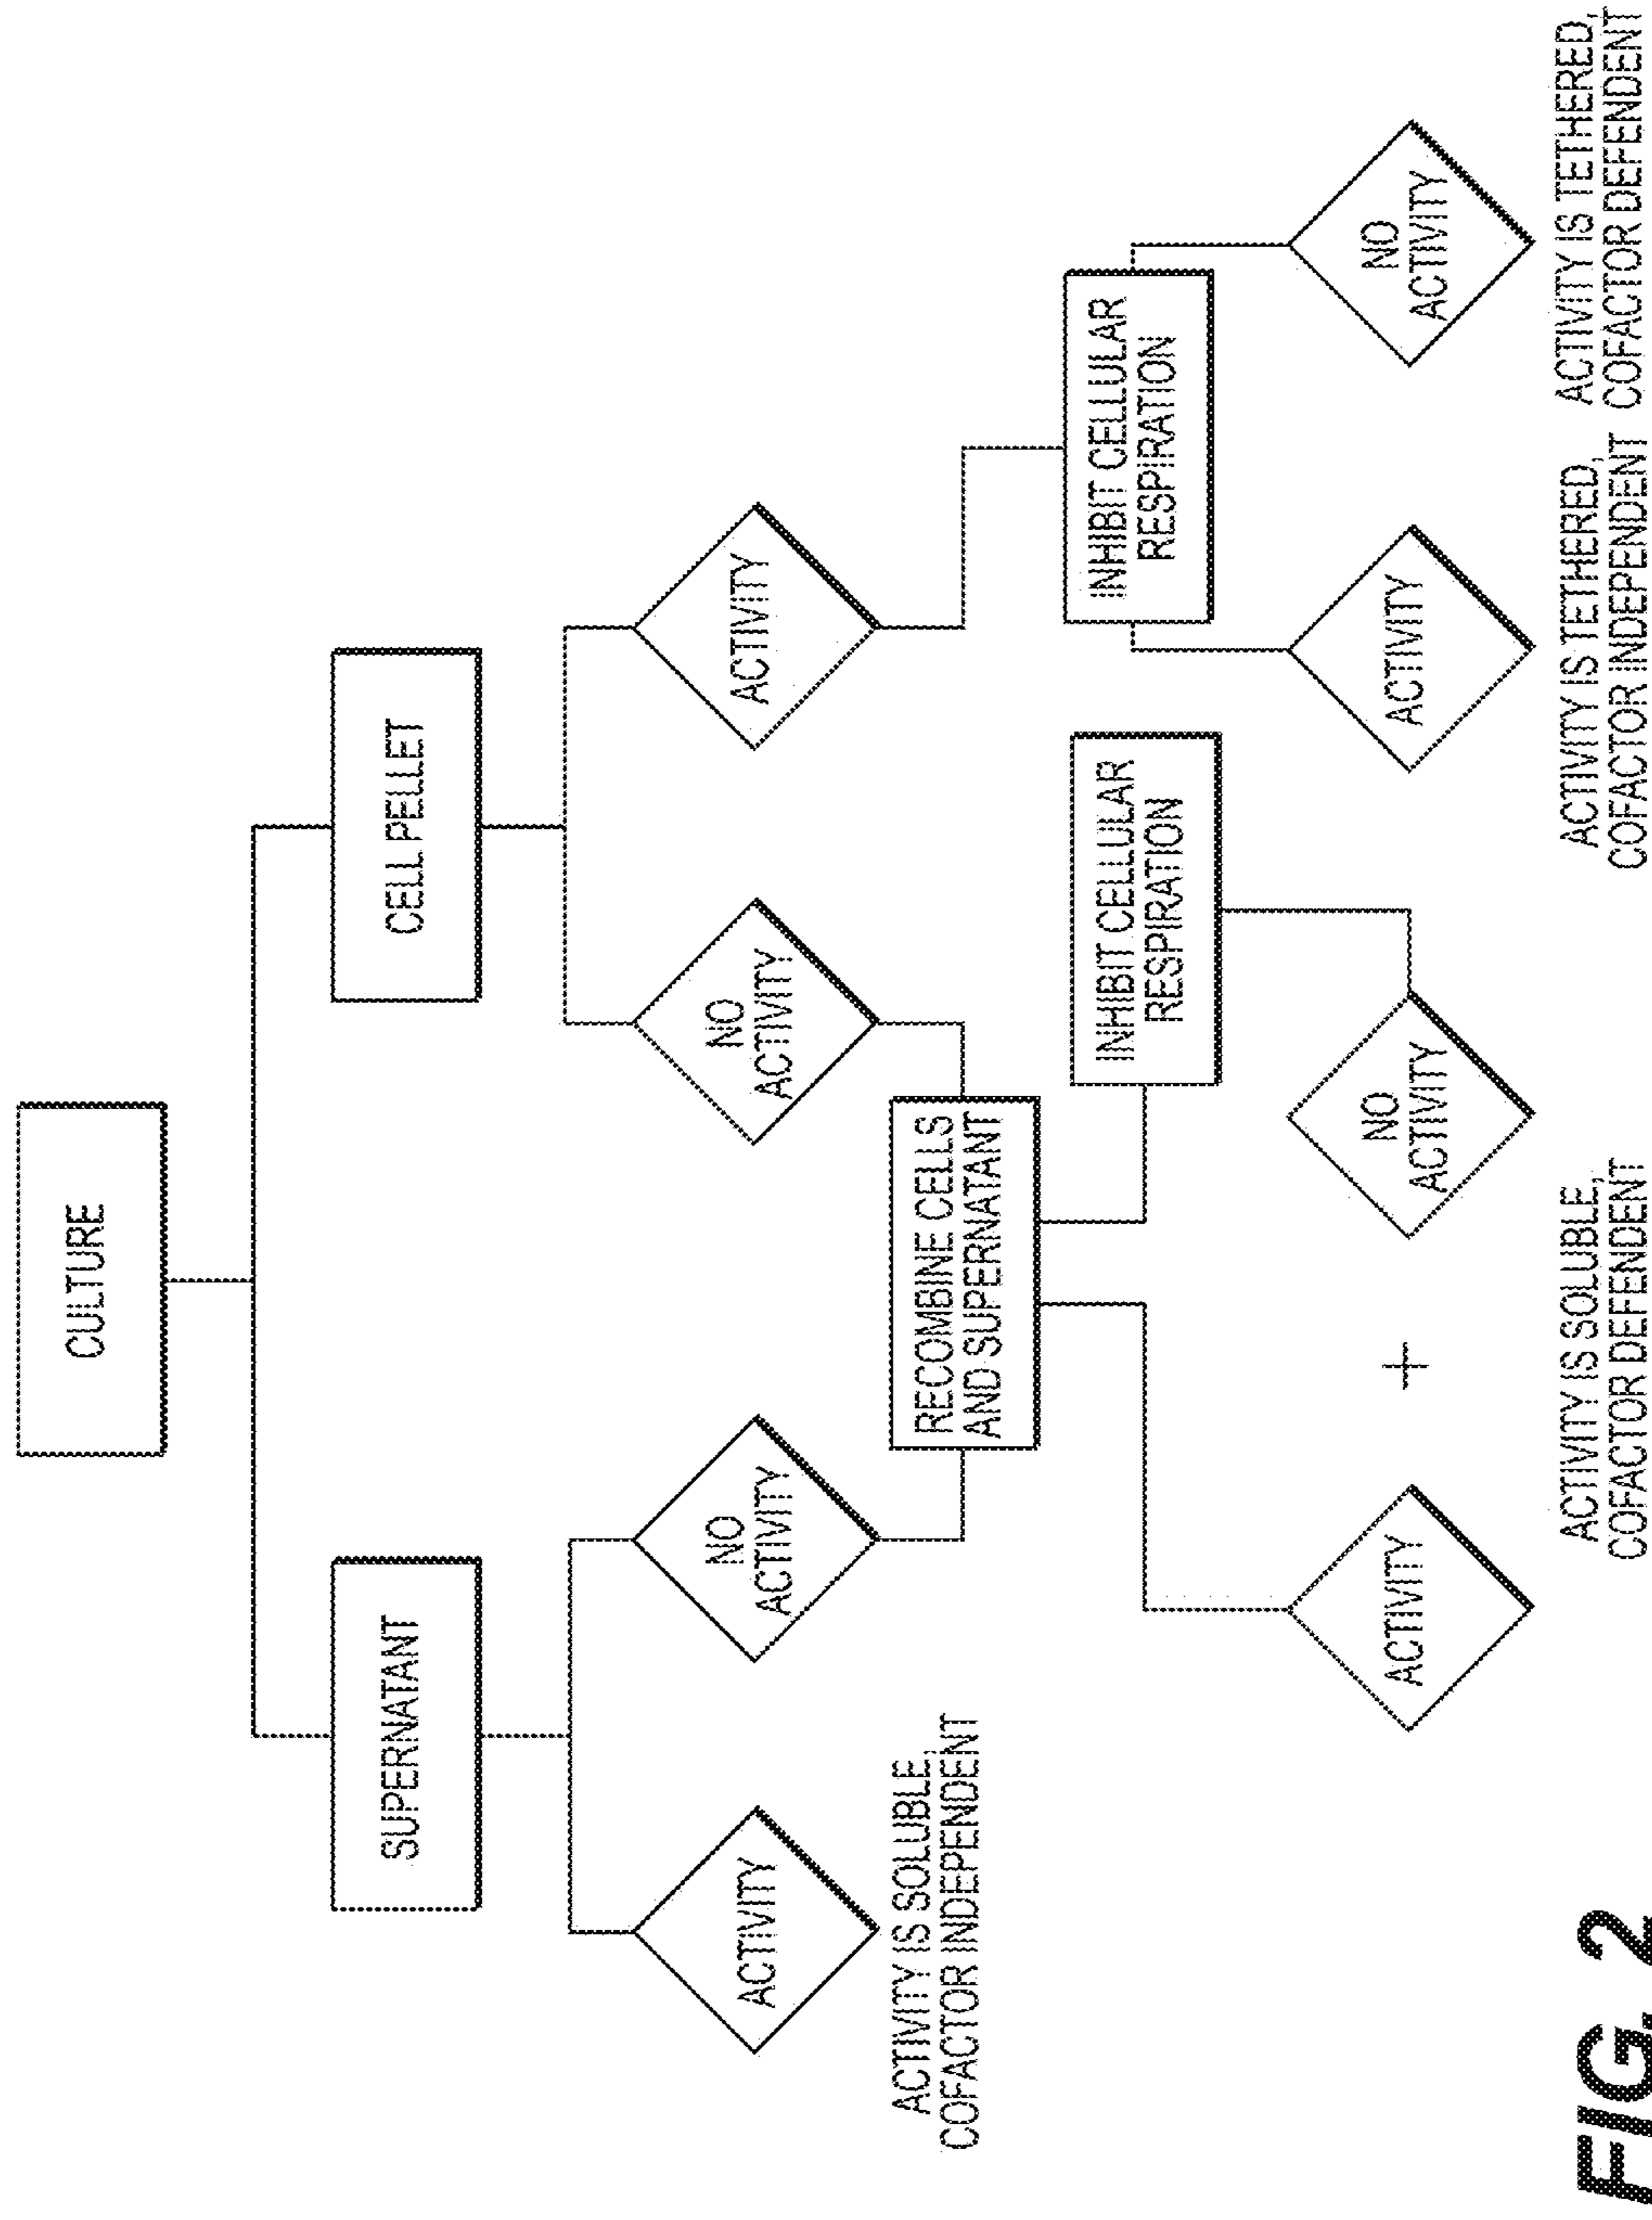 CULTURE
SUPERNATANT
CELL PELLET
ACTIVITY
NO
ACTIVITY
NO
ACTIVITY
ACTIVITY
ACTIVITY IS SOLUBLE,
COFACTOR INDEPENDENT
RECOMBINE CELLS
AND SUPERNATANT
INHIBIT CELLULAR
RESPIRATION
INHIBIT CELLULAR
RESPIRATION
ACTIVITY
+
NO
ACTIVITY
ACTIVITY
NO
ACTIVITY
ACTIVITY IS SOLUBLE,
COFACTOR DEFENDENT
ACTIVITY IS TETHERED,
COFACTOR INDEPENDENT
ACTIVITY IS TETHERED,
COFACTOR DEFENDENT
FIG. 2